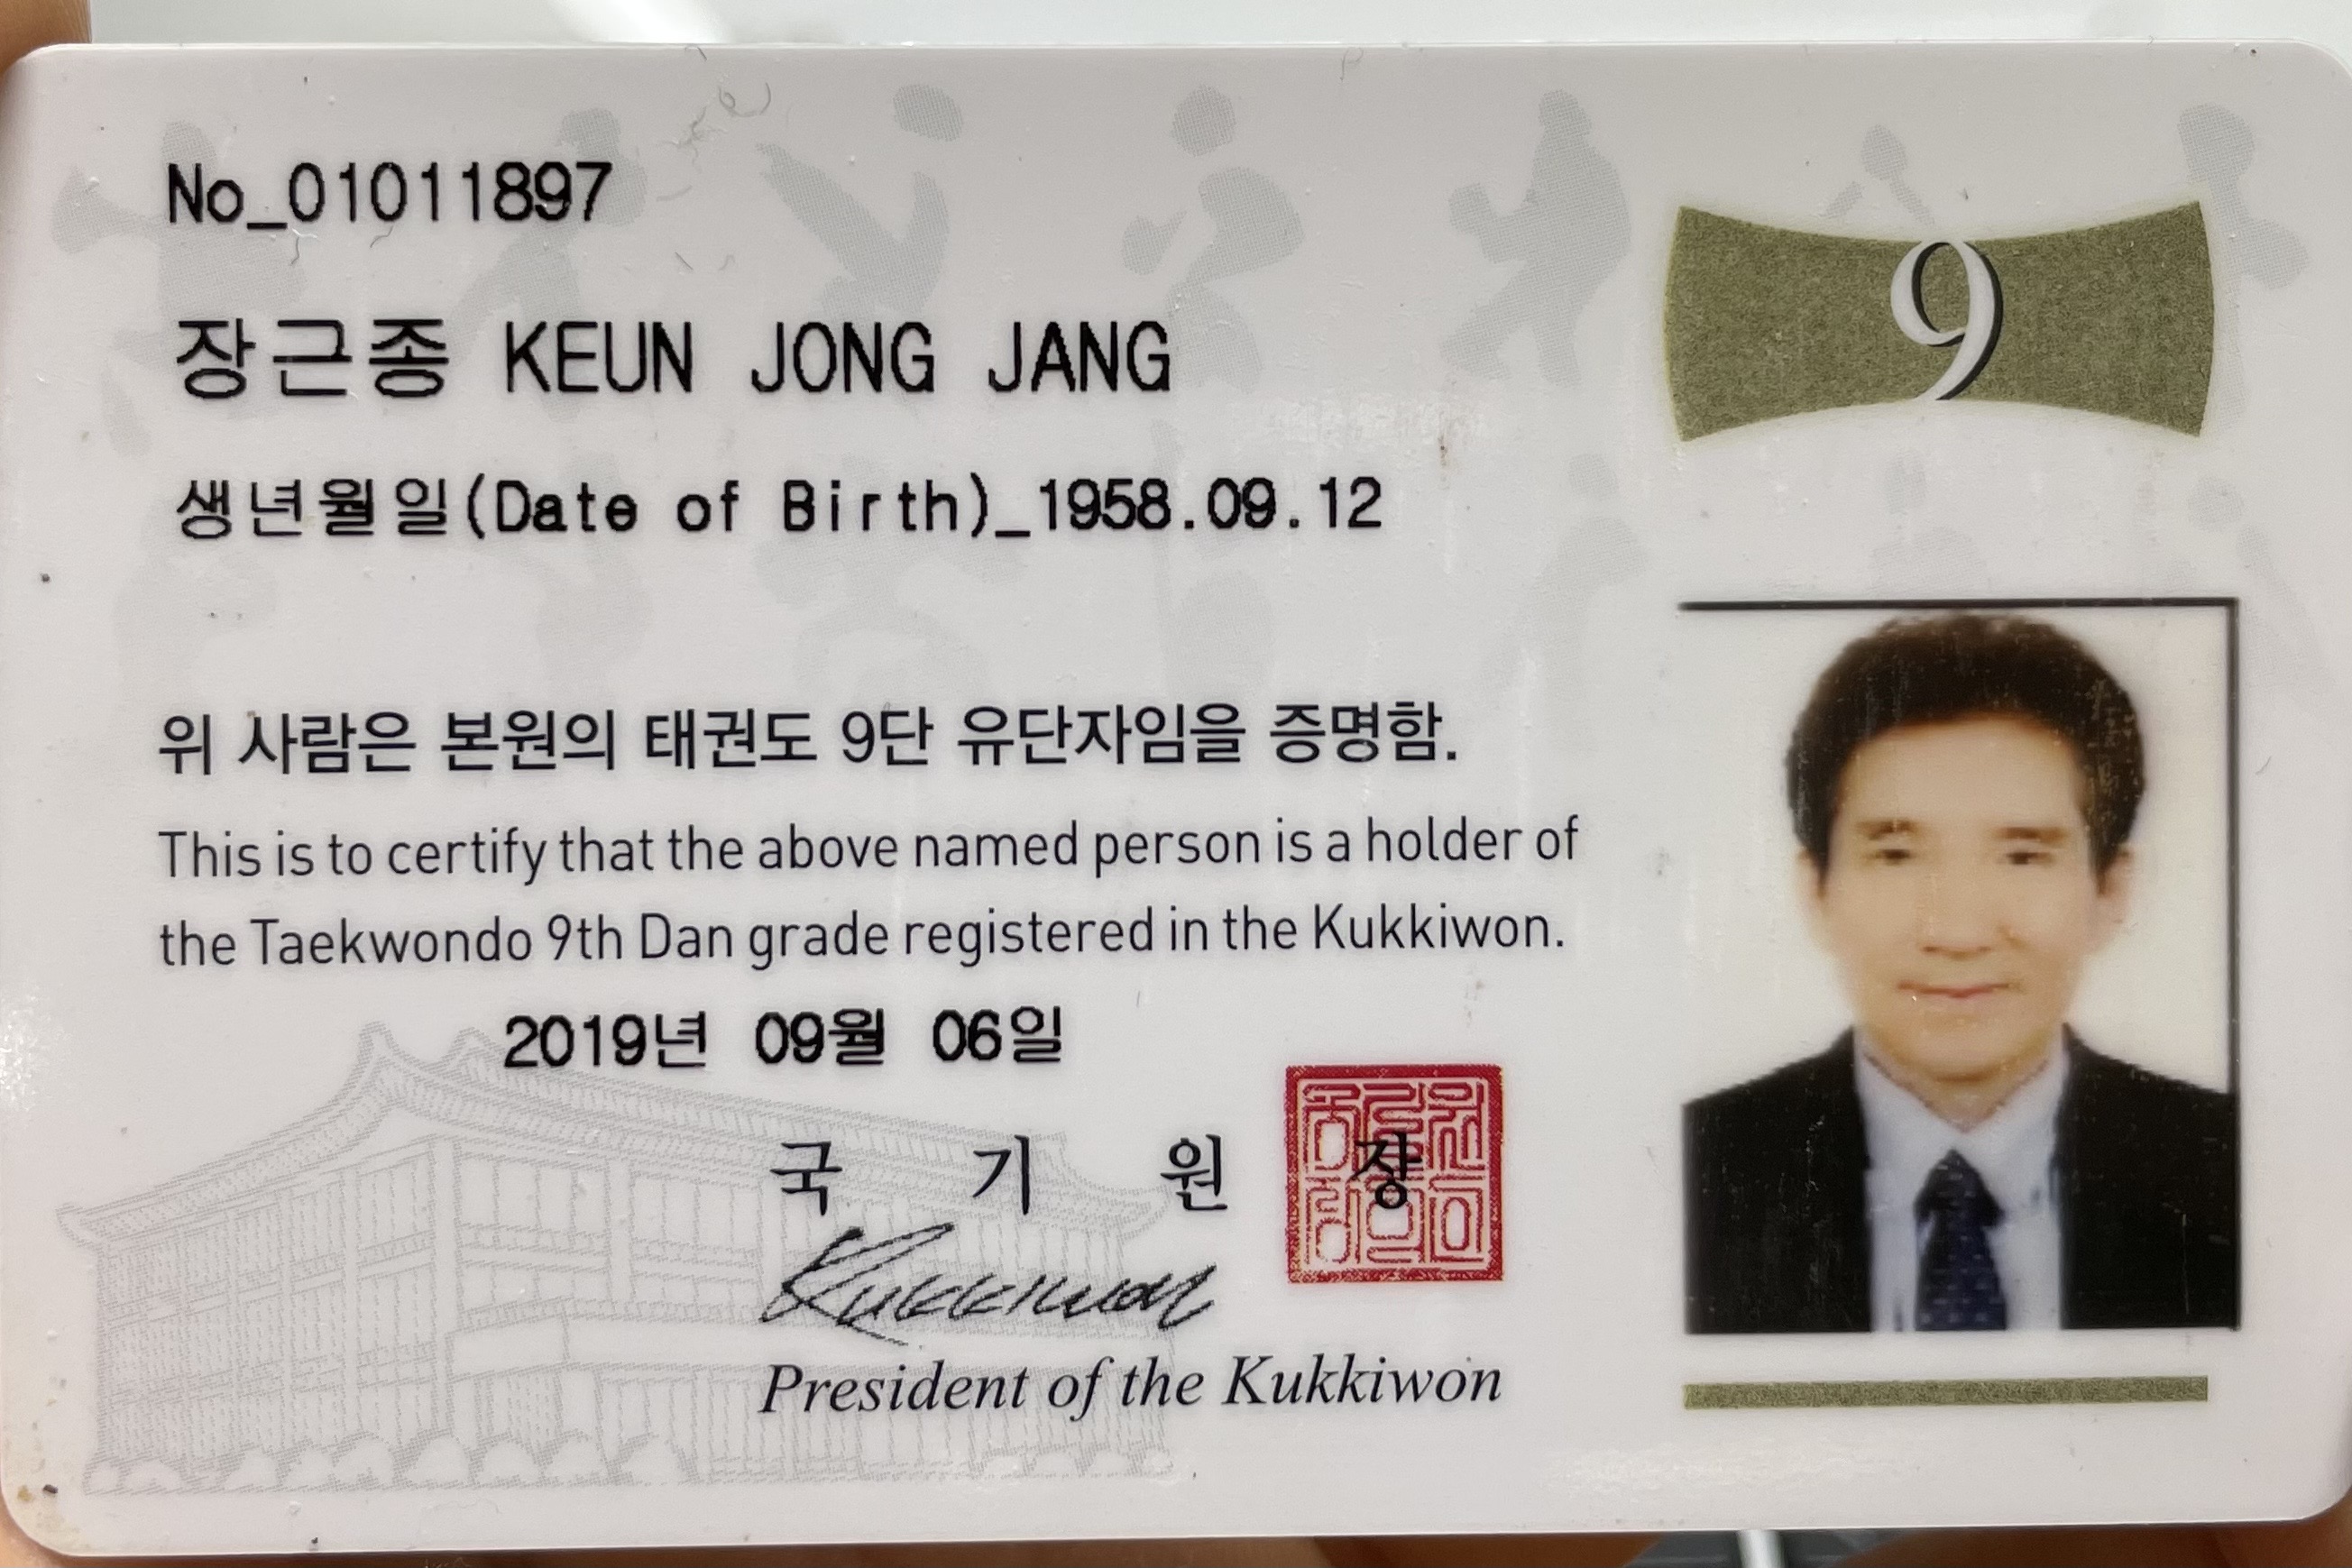 No_01011897
9
장근종 KEUN JONG JANG
생년월일(Date of Birth)_1958.09.12
위 사람은 본원의 태권도 9단 유단자임을 증명함.
This is to certify that the above named person is a holder of
the Taekwondo 9th Dan grade registered in the Kukkiwon.
2019년 09월 06일
국 기 원 장
Kukkiwon
President of the Kukkiwon